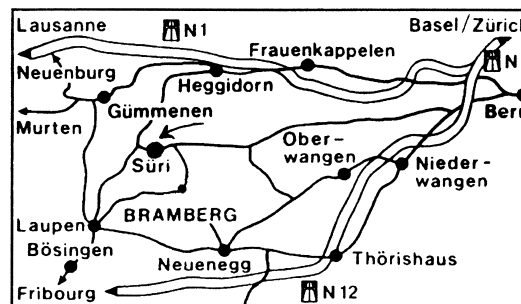 Lausanne
N1
Basel/Zürich
Frauenkappelen
N
Neuenburg
Heggidorn
Gümmenen
Bern
Murten
Ober-
wangen
Süri
Nieder-
wangen
BRAMBERG
Laupen
Bösingen
Neuenegg
Thörishaus
Fribourg
N12